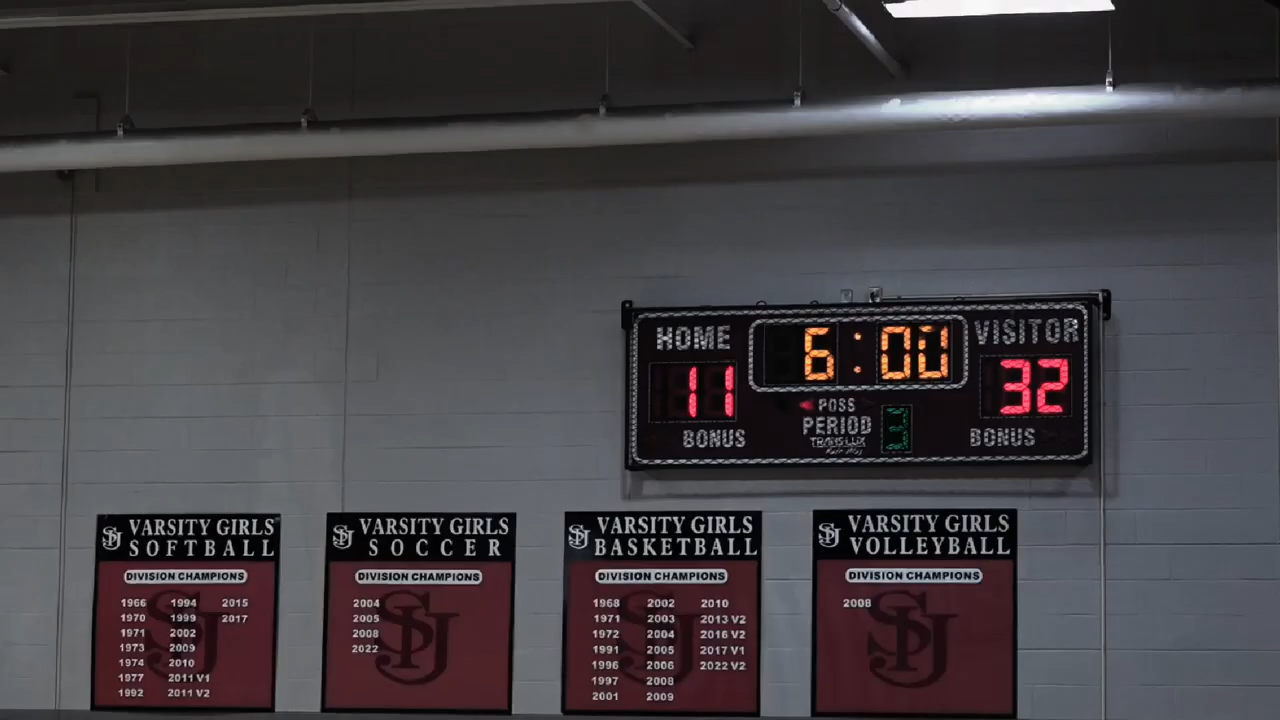 HOME
6:00
VISITOR
11
32
POSS
PERIOD
3
TRANS-LUX
BONUS
BONUS
SJ
VARSITY GIRLS
SOFTBALL
DIVISION CHAMPIONS
1966 1994 2015
1970 1999 2017
1971 2002
1973 2009
1974 2010
1977 2011 V1
1992 2011 V2
SJ
VARSITY GIRLS
SOCCER
DIVISION CHAMPIONS
2004
2005
2008
2022
SJ
VARSITY GIRLS
BASKETBALL
DIVISION CHAMPIONS
1968 2002 2010
1971 2003 2013 V2
1972 2004 2016 V2
1991 2005 2017 V1
1996 2006 2022 V2
1997 2008
2001 2009
SJ
VARSITY GIRLS
VOLLEYBALL
DIVISION CHAMPIONS
2008